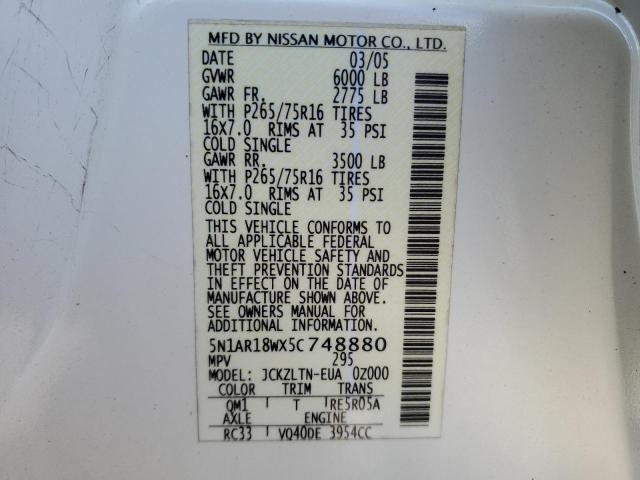 MFD BY NISSAN MOTOR CO., LTD.
DATE 03/05
GVWR 6000 LB
GAWR FR. 2775 LB
WITH P265/75R16 TIRES
16X7.0 RIMS AT 35 PSI
COLD SINGLE
GAWR RR. 3500 LB
WITH P265/75R16 TIRES
16X7.0 RIMS AT 35 PSI
COLD SINGLE
THIS VEHICLE CONFORMS TO
ALL APPLICABLE FEDERAL
MOTOR VEHICLE SAFETY AND
THEFT PREVENTION STANDARDS
IN EFFECT ON THE DATE OF
MANUFACTURE SHOWN ABOVE.
SEE OWNERS MANUAL FOR
ADDITIONAL INFORMATION.
5N1AR18WX5C748880
MPV 295
MODEL: JCKZLTN-EUA 0Z000
COLOR TRIM TRANS
QM1 T RE5R05A
AXLE ENGINE
RC33 VQ40DE 3954CC